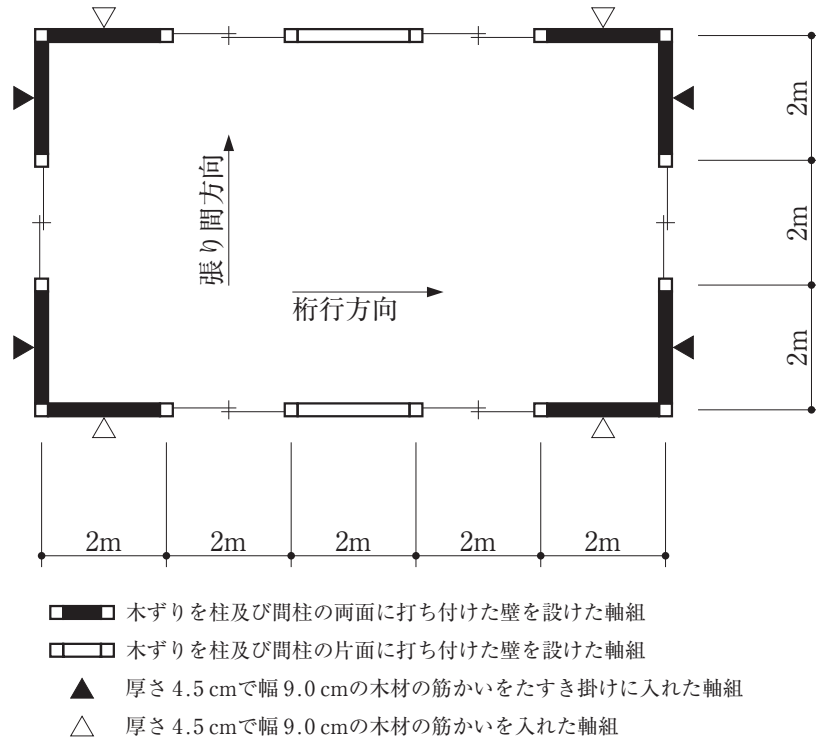 2m
張り間方向
2m
桁行方向
2m
2m
2m
2m
2m
2m
木ずりを柱及び間柱の両面に打ち付けた壁を設けた軸組
木ずりを柱及び間柱の片面に打ち付けた壁を設けた軸組
厚さ4.5cmで幅9.0cmの木材の筋かいをたすき掛けに入れた軸組
厚さ4.5cmで幅9.0cmの木材の筋かいを入れた軸組